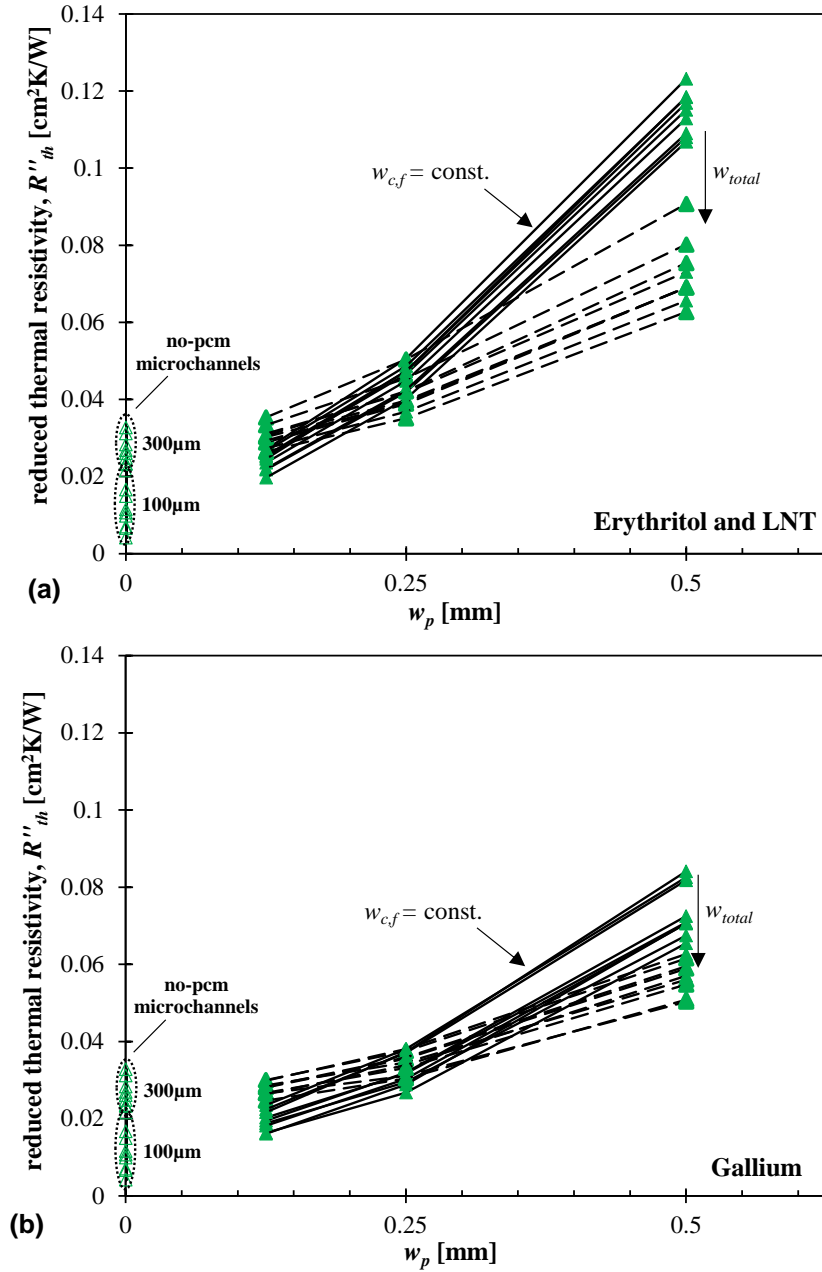 0.14
0.12
0.1
0.08
0.06
0.04
0.02
0
reduced thermal resistivity, R''th [cm²K/W]
wc,f = const.
wtotal
no-pcm
microchannels
300µm
100µm
Erythritol and LNT
0
0.25
0.5
(a)
wp [mm]
0.14
0.12
0.1
0.08
0.06
0.04
0.02
0
reduced thermal resistivity, R''th [cm²K/W]
wc,f = const.
wtotal
no-pcm
microchannels
300µm
100µm
Gallium
0
0.25
0.5
(b)
wp [mm]